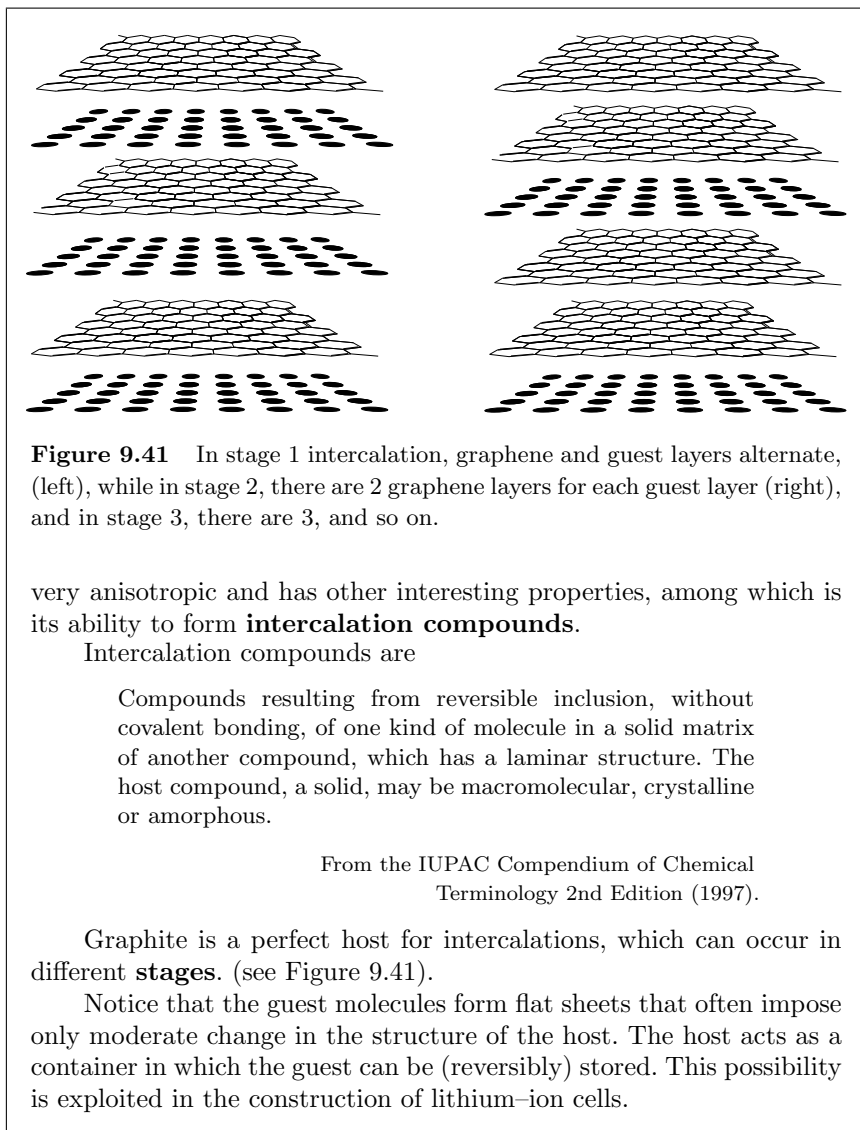 Figure 9.41 In stage 1 intercalation, graphene and guest layers alternate,
(left), while in stage 2, there are 2 graphene layers for each guest layer (right),
and in stage 3, there are 3, and so on.
very anisotropic and has other interesting properties, among which is
its ability to form intercalation compounds.
Intercalation compounds are
Compounds resulting from reversible inclusion, without
covalent bonding, of one kind of molecule in a solid matrix
of another compound, which has a laminar structure. The
host compound, a solid, may be macromolecular, crystalline
or amorphous.
From the IUPAC Compendium of Chemical
Terminology 2nd Edition (1997).
Graphite is a perfect host for intercalations, which can occur in
different stages. (see Figure 9.41).
Notice that the guest molecules form flat sheets that often impose
only moderate change in the structure of the host. The host acts as a
container in which the guest can be (reversibly) stored. This possibility
is exploited in the construction of lithium–ion cells.